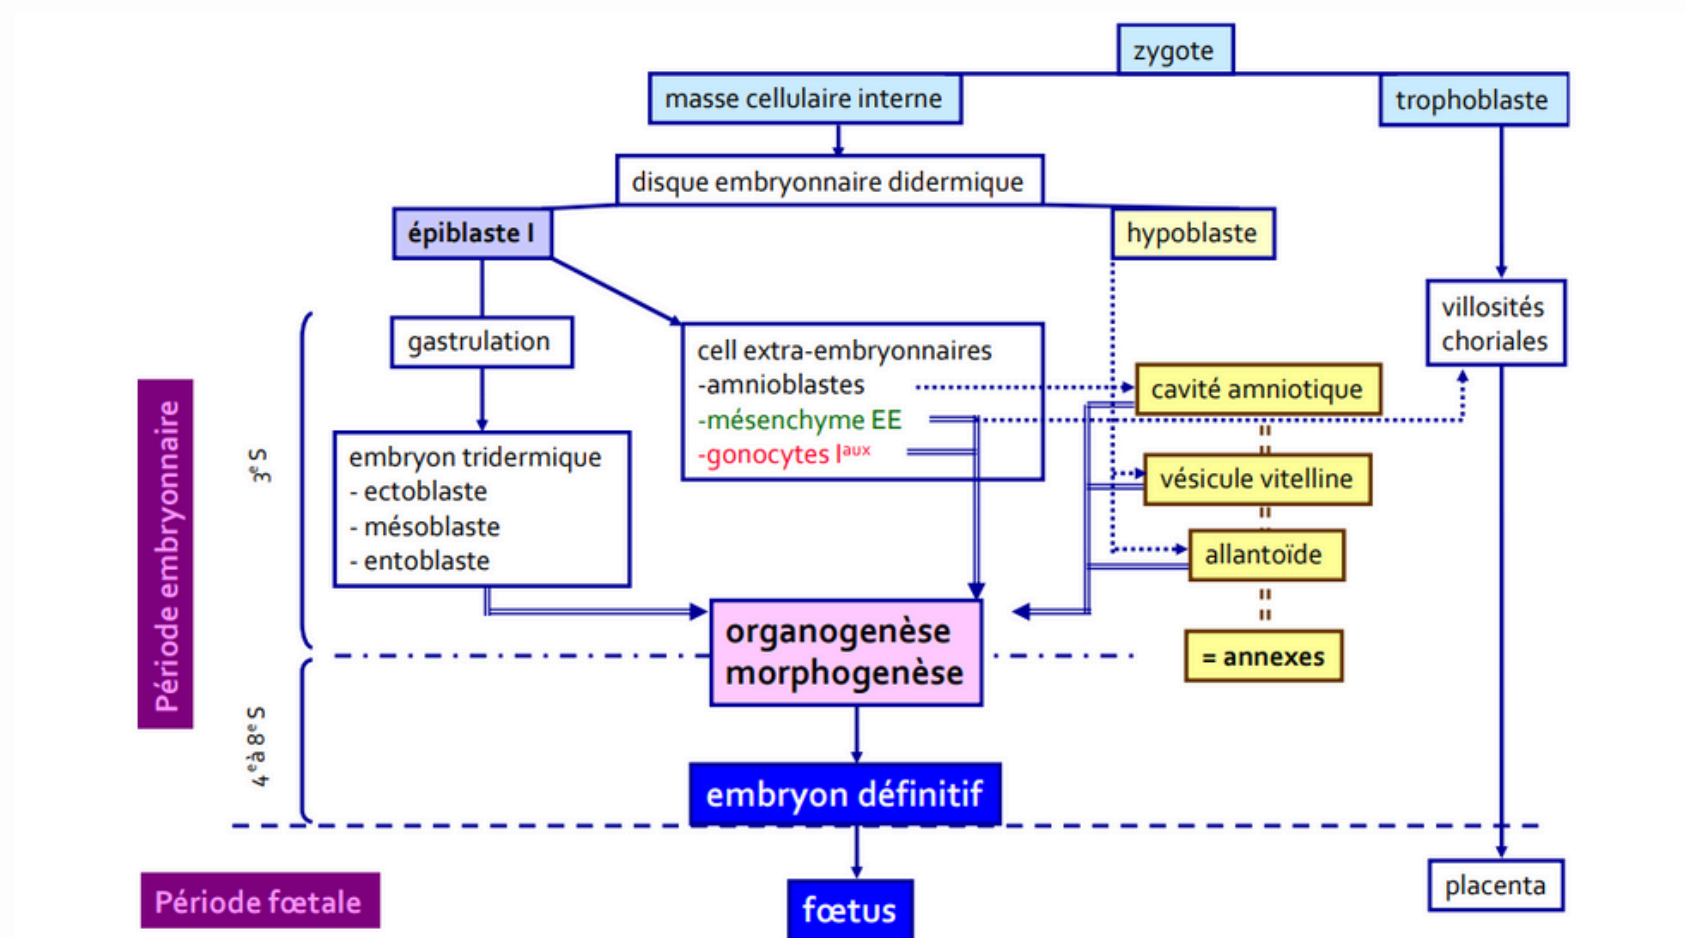 zygote
masse cellulaire interne
trophoblaste
disque embryonnaire didermique
épiblaste I
hypoblaste
gastrulation
cell extra-embryonnaires
-amnioblastes
-mésenchyme EE
-gonocytes Iaux
villosités
choriales
cavité amniotique
vésicule vitelline
allantoïde
= annexes
embryon tridermique
- ectoblaste
- mésoblaste
- entoblaste
3e S
Période embryonnaire
organogenèse
morphogenèse
4e à 8e S
embryon définitif
placenta
Période fœtale
fœtus